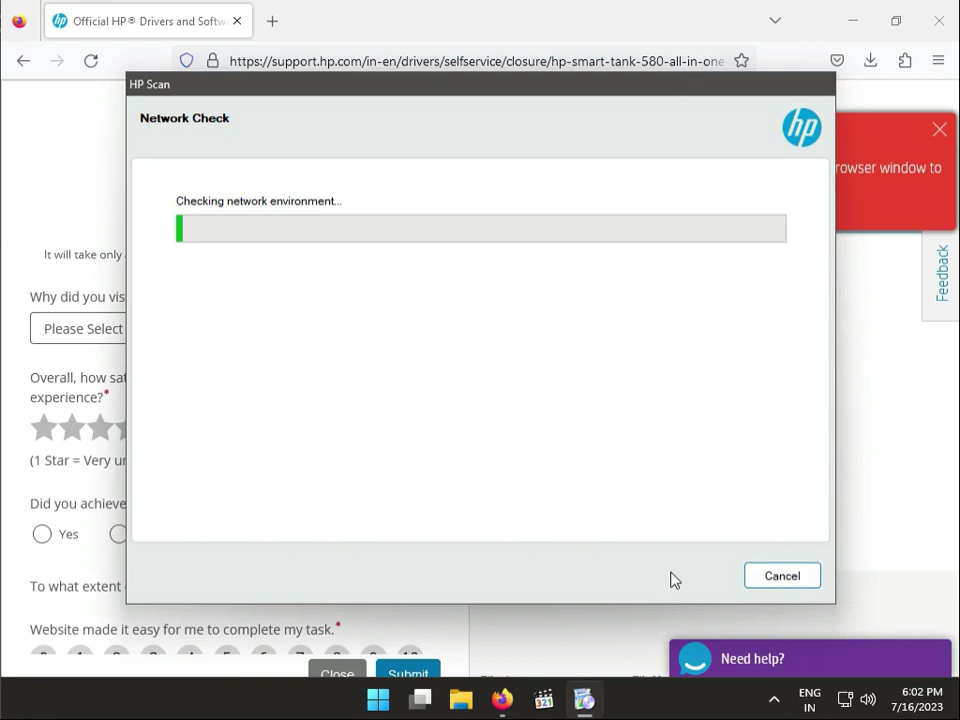 Official HP® Drivers and Softw
https://support.hp.com/in-en/drivers/selfservice/closure/hp-smart-tank-580-all-in-one
HP Scan
Network Check
hp
rowser window to
Checking network environment...
It will take only
Feedback
Why did you vis
Please Select
Overall, how sat
experience?*
(1 Star = Very un
Did you achieve
Yes
Cancel
To what extent
Website made it easy for me to complete my task.*
Need help?
Close
Submit
321
ENG
IN
6:02 PM
7/16/2023